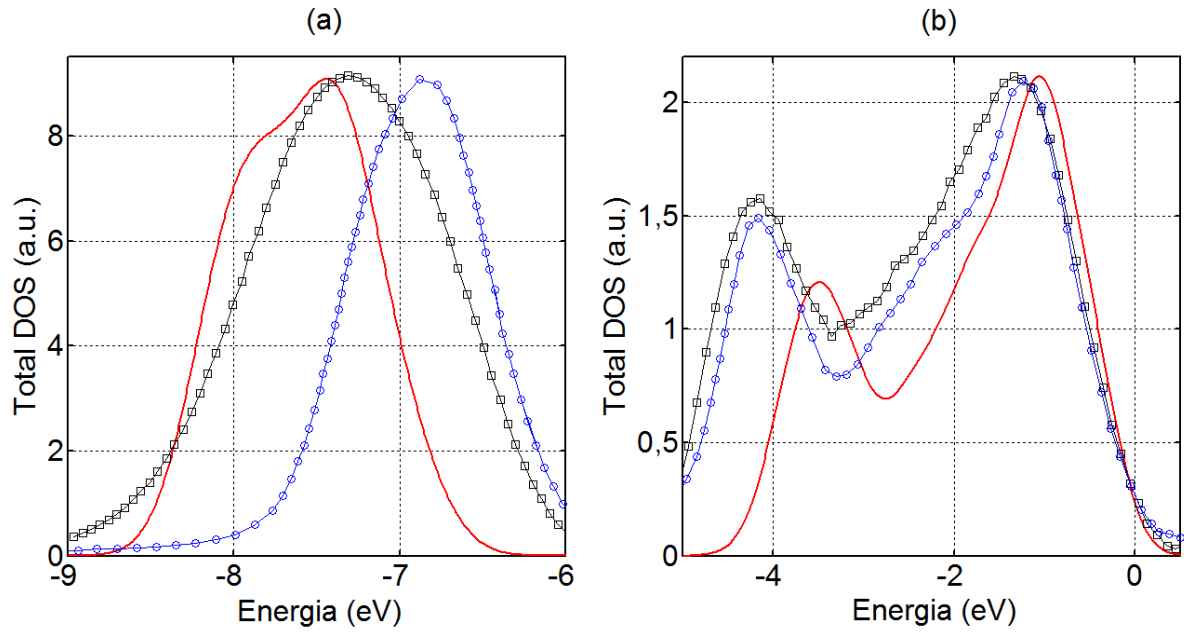 (a)
Total DOS (a.u.)
8
6
4
2
0
-9
-8
-7
-6
Energia (eV)
(b)
Total DOS (a.u.)
2
1.5
1
0,5
0
-4
-2
0
Energia (eV)